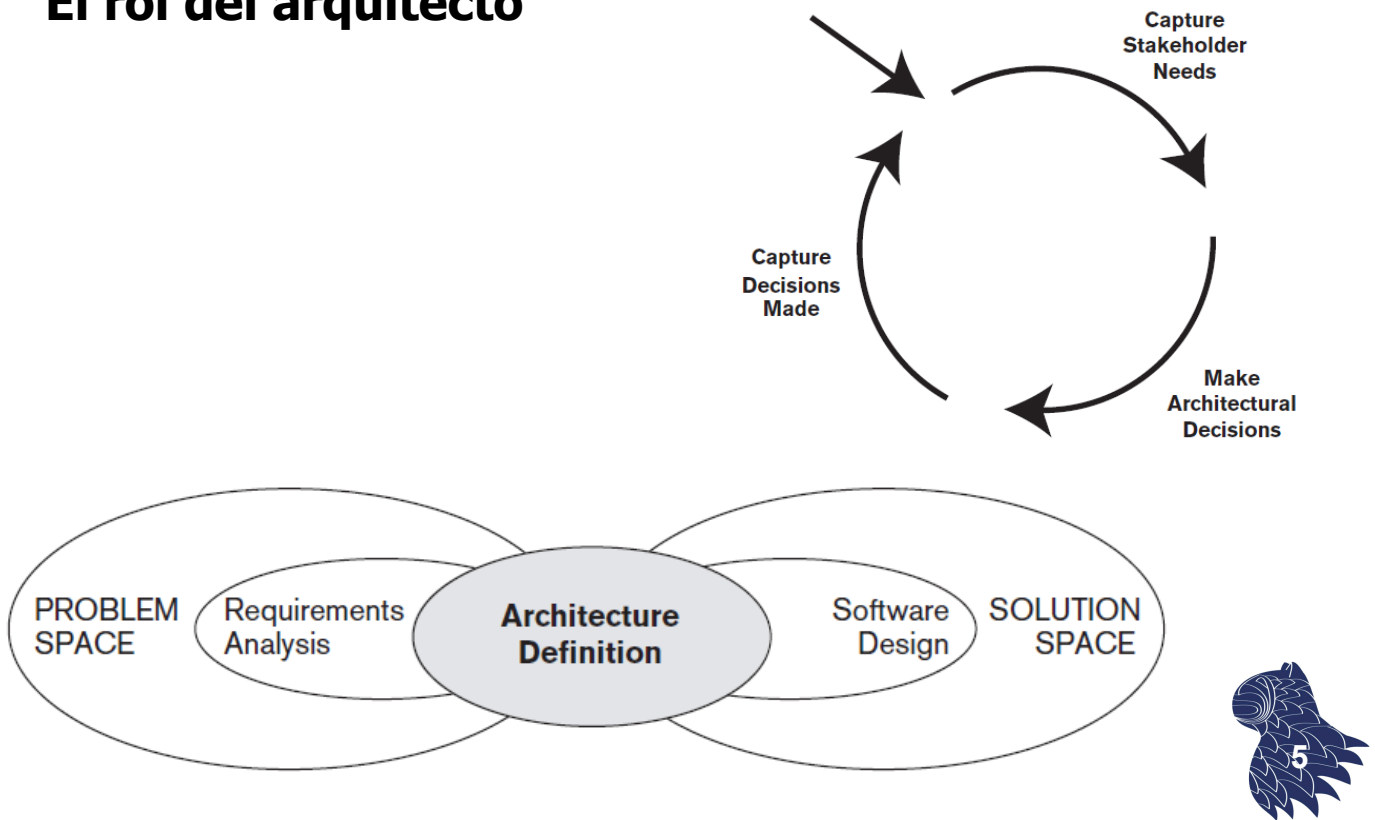 El rol del arquitecto
Capture
Stakeholder
Needs
Capture
Decisions
Made
Make
Architectural
Decisions
PROBLEM
SPACE
Requirements
Analysis
Architecture
Definition
Software
Design
SOLUTION
SPACE
5